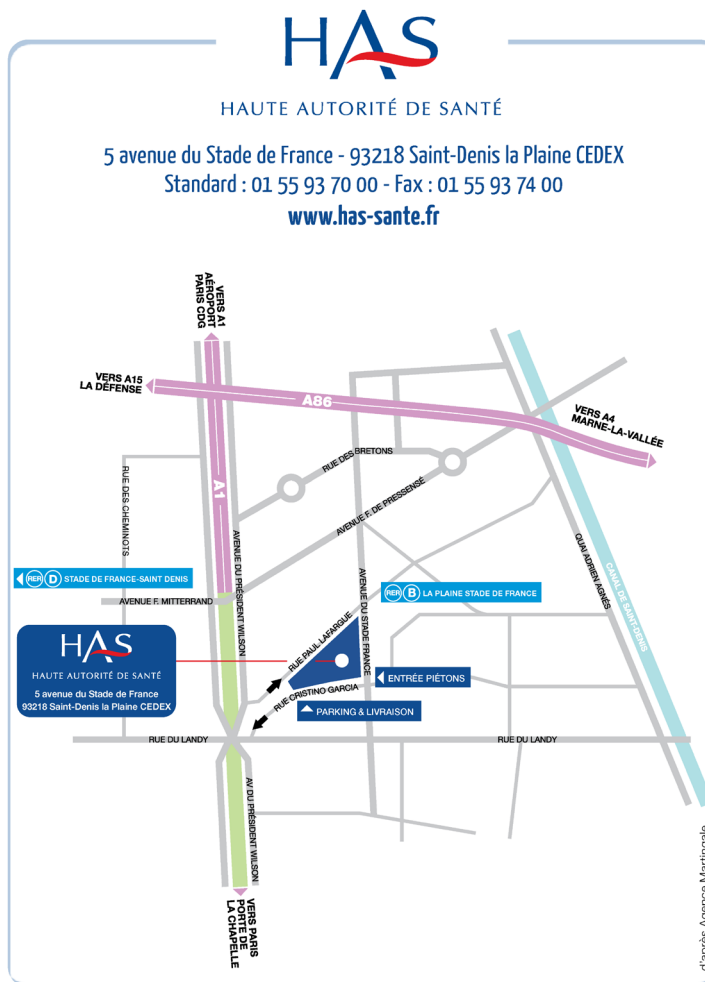 HAS
HAUTE AUTORITÉ DE SANTÉ
5 avenue du Stade de France - 93218 Saint-Denis la Plaine CEDEX
Standard : 01 55 93 70 00 - Fax : 01 55 93 74 00
www.has-sante.fr
VERS A1
AÉROPORT
PARIS CDG
VERS A15
LA DÉFENSE
A86
VERS A4
MARNE-LA-VALLÉE
RUE DES BRETONS
RUE DES CHEMINOTS
A1
AVENUE F. DE PRESSENSÉ
AVENUE DU PRÉSIDENT WILSON
QUAI ADRIEN AGNÈS
CANAL DE SAINT-DENIS
RER D STADE DE FRANCE-SAINT DENIS
AVENUE DU STADE FRANCE
RER B LA PLAINE STADE DE FRANCE
AVENUE F. MITTERRAND
RUE PAUL LAFARGUE
HAS
HAUTE AUTORITÉ DE SANTÉ
5 avenue du Stade de France
93218 Saint-Denis la Plaine CEDEX
ENTRÉE PIÉTONS
RUE CRISTINO GARCIA
PARKING & LIVRAISON
RUE DU LANDY
RUE DU LANDY
AV DU PRÉSIDENT WILSON
VERS PARIS
PORTE DE
LA CHAPELLE
d'après Agence Martingale